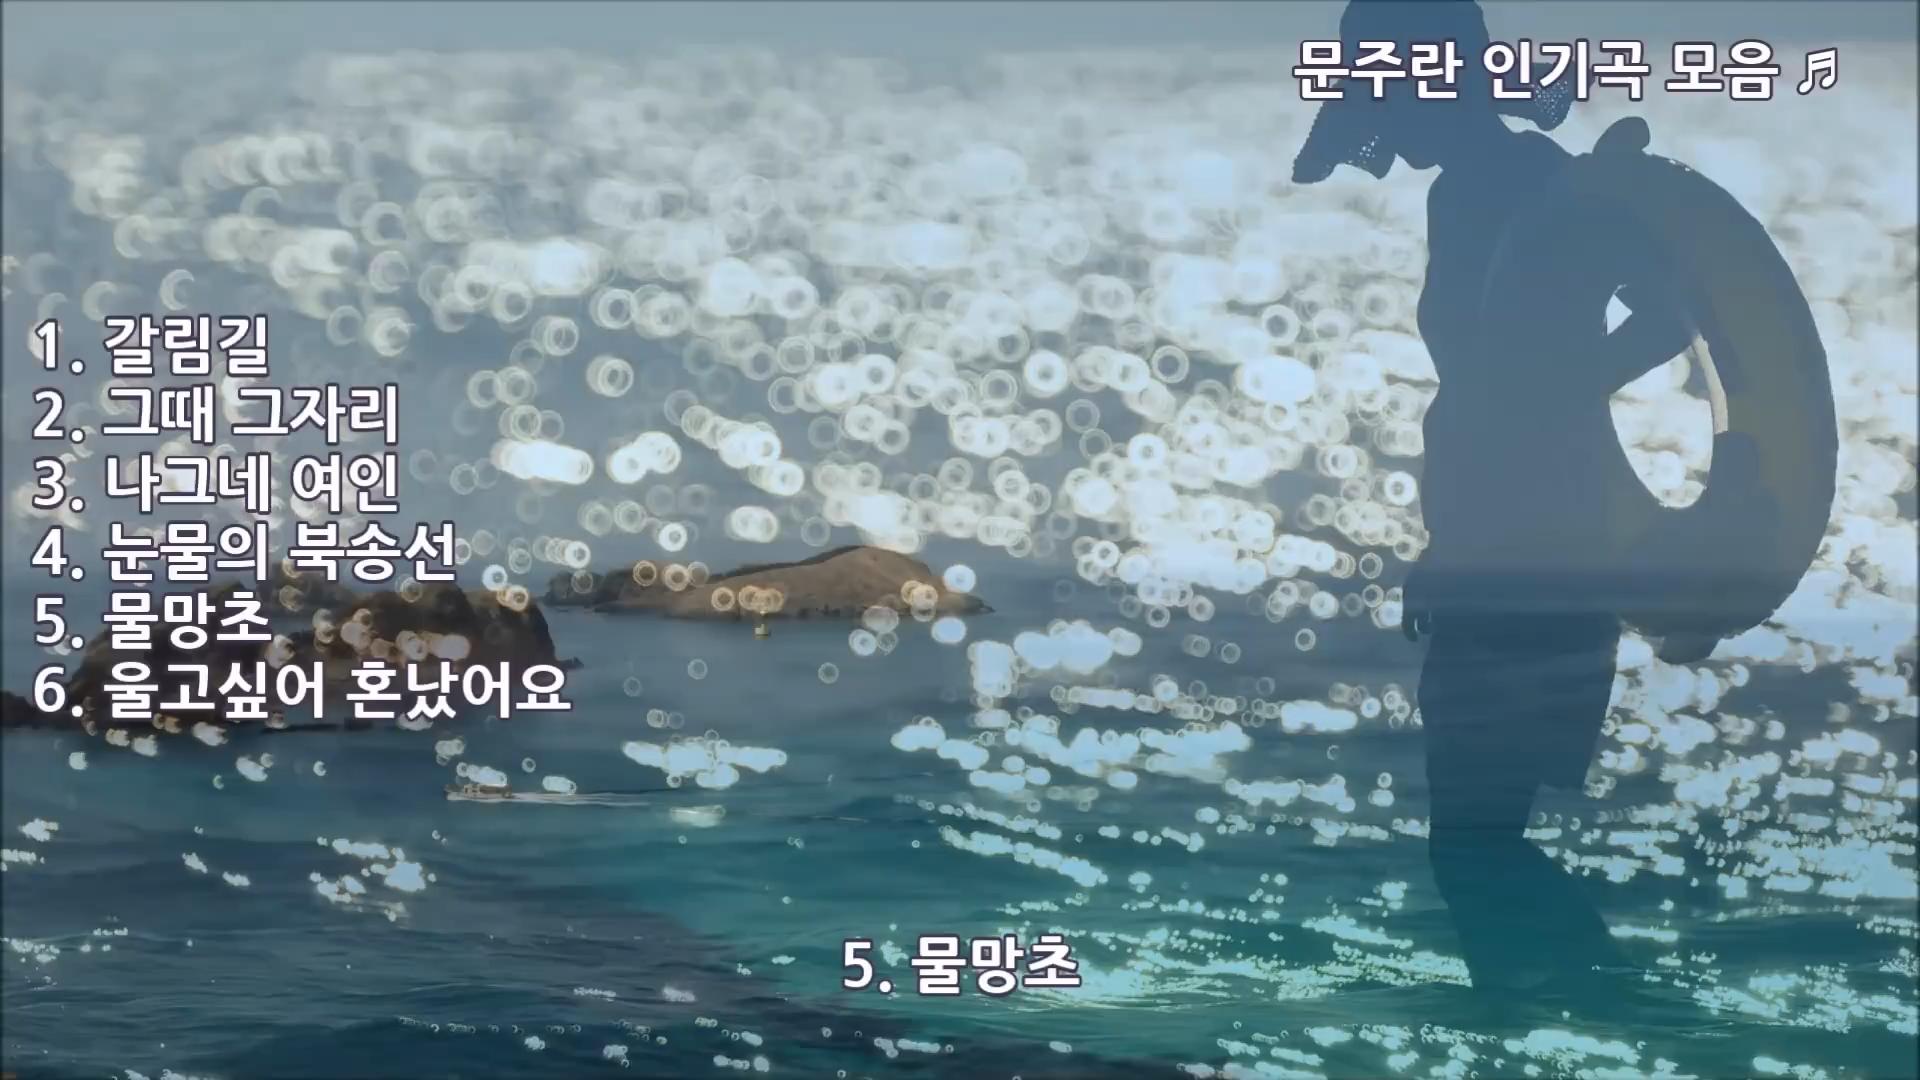 문주란 인기곡 모음 ♬
1. 갈림길
2. 그때 그자리
3. 나그네 여인
4. 눈물의 북송선
5. 물망초
6. 울고싶어 혼났어요
5. 물망초